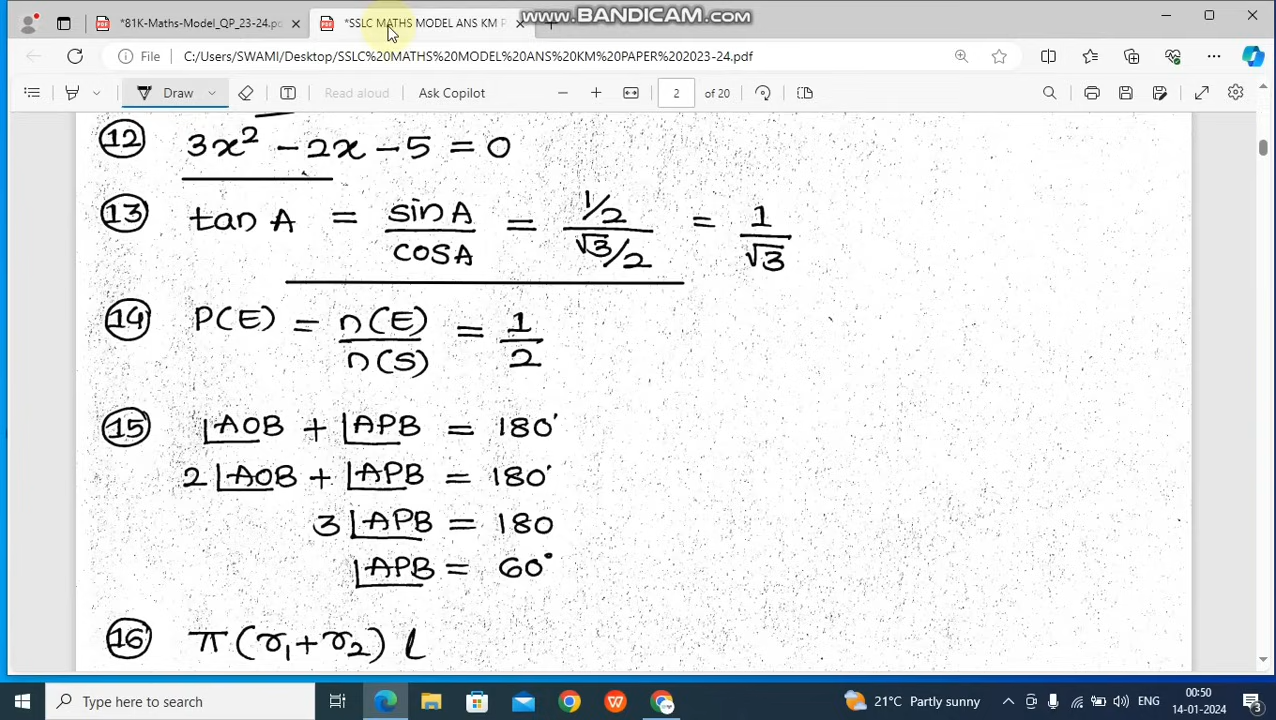 www.BANDICAM.com
*81K-Maths-Model_QP_23-24.pd
*SSLC MATHS MODEL ANS KM P
File C:/Users/SWAMI/Desktop/SSLC%20MATHS%20MODEL%20ANS%20KM%20PAPER%202023-24.pdf
Draw Read aloud Ask Copilot 2 of 20
12 3x² - 2x - 5 = 0
13 tan A = sin A / cos A = 1/2 / √3/2 = 1/√3
14 P(E) = n(E)/n(S) = 1/2
15 ∠AOB + ∠APB = 180°
2 ∠AOB + ∠APB = 180°
3 ∠APB = 180
∠APB = 60°
16 π(r₁+r₂) l
Type here to search
21°C Partly sunny
ENG
00:50
14-01-2024
3